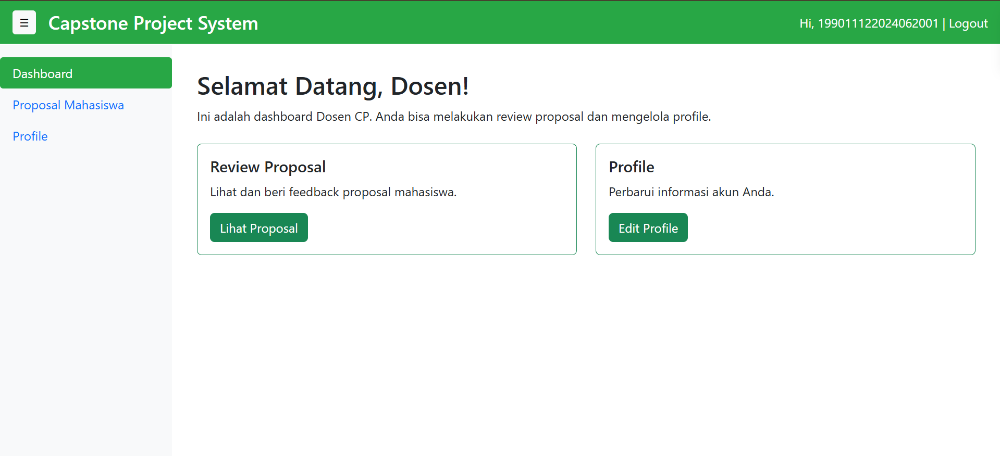 ☰ Capstone Project System
Hi, 199011122024062001 | Logout
Dashboard
Proposal Mahasiswa
Profile
Selamat Datang, Dosen!
Ini adalah dashboard Dosen CP. Anda bisa melakukan review proposal dan mengelola profile.
Review Proposal
Lihat dan beri feedback proposal mahasiswa.
Lihat Proposal
Profile
Perbarui informasi akun Anda.
Edit Profile